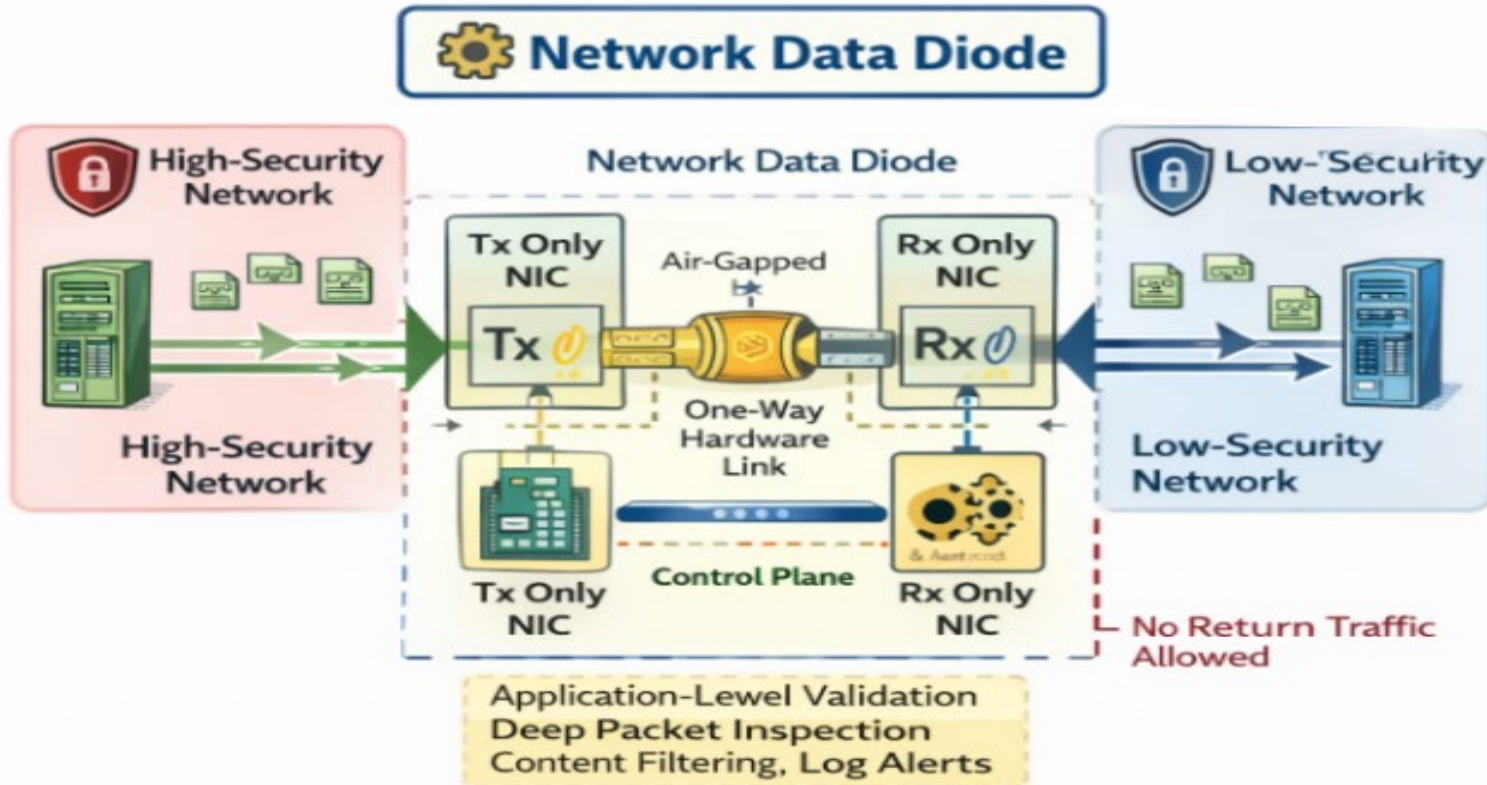 Network Data Diode
High-Security
Network
Network Data Diode
Low-Security
Network
Tx Only
NIC
Air-Gapped
Rx Only
NIC
Tx
Rx
One-Way
Hardware
Link
High-Security
Network
Low-Security
Network
&
Control Plane
Tx Only
NIC
Rx Only
NIC
No Return Traffic
Allowed
Application-Lewel Validation
Deep Packet Inspection
Content Filtering, Log Alerts